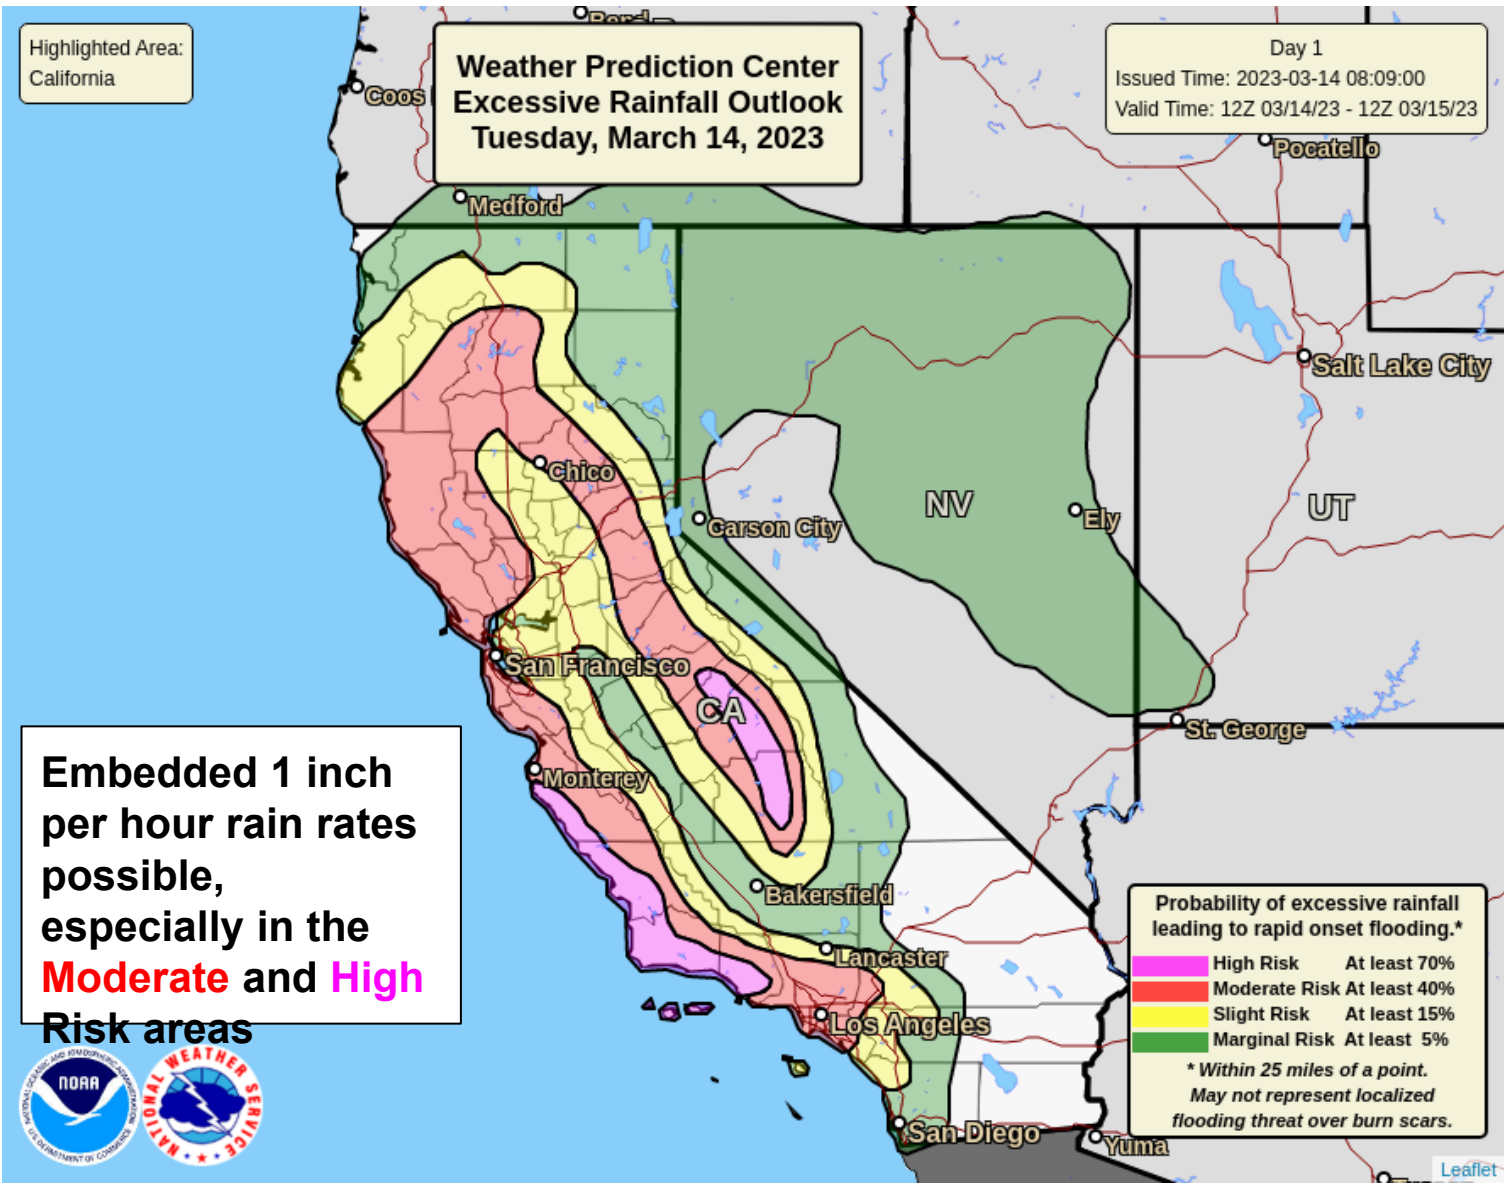 Highlighted Area:
California
Weather Prediction Center
Excessive Rainfall Outlook
Tuesday, March 14, 2023
Day 1
Issued Time: 2023-03-14 08:09:00
Valid Time: 12Z 03/14/23 - 12Z 03/15/23
Bend
Coos
Pocatello
Medford
Salt Lake City
Chico
NV
UT
Carson City
Ely
San Francisco
CA
St. George
Monterey
Bakersfield
Lancaster
Los Angeles
San Diego
Yuma
Embedded 1 inch
per hour rain rates
possible,
especially in the
Moderate and High
Risk areas
Probability of excessive rainfall
leading to rapid onset flooding.*
High Risk At least 70%
Moderate Risk At least 40%
Slight Risk At least 15%
Marginal Risk At least 5%
* Within 25 miles of a point.
May not represent localized
flooding threat over burn scars.
NOAA
NATIONAL WEATHER SERVICE
Leaflet